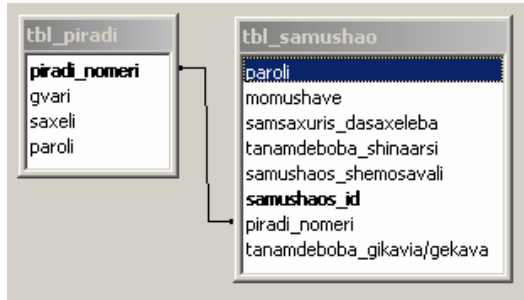 tbl_piradi
piradi_nomeri
gvari
saxeli
paroli
tbl_samushao
paroli
momushave
samsaxuris_dasaxeleba
tanamdeboba_shinaarsi
samushaos_shemosavali
samushaos_id
piradi_nomeri
tanamdeboba_gikavia/gekava